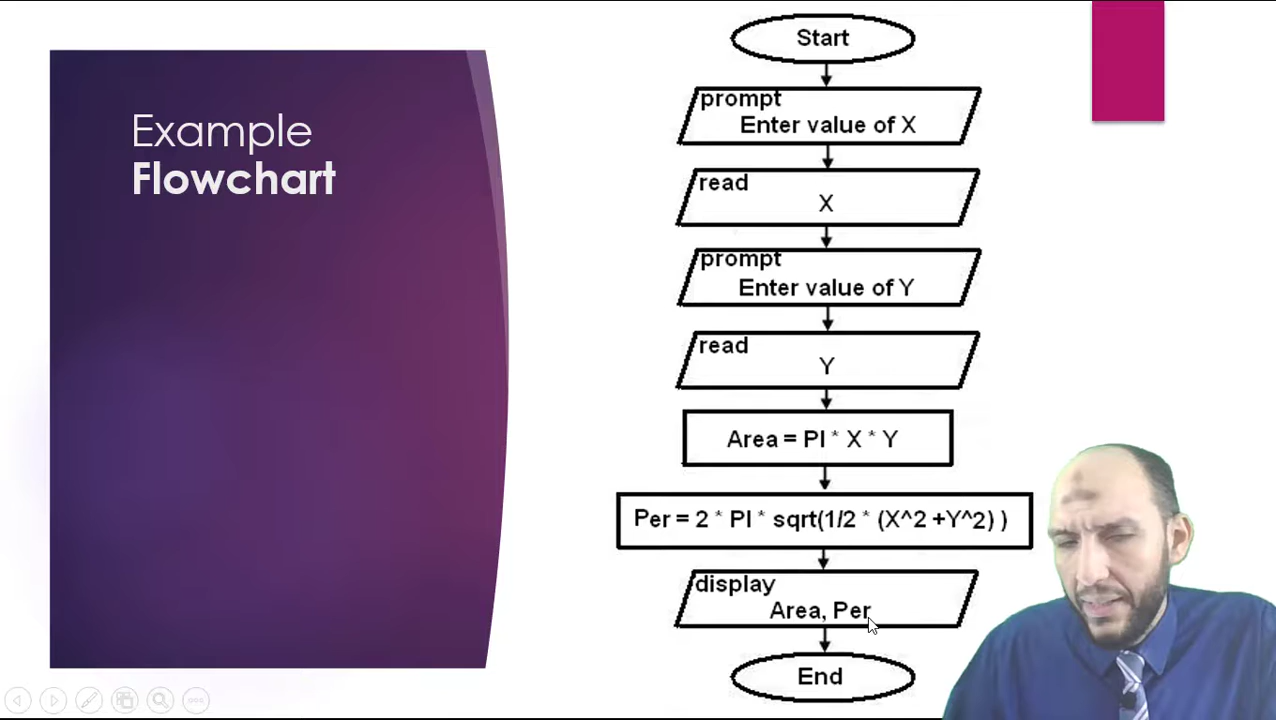 Example
Flowchart
Start
prompt
Enter value of X
read
X
prompt
Enter value of Y
read
Y
Area = PI * X * Y
Per = 2 * PI * sqrt(1/2 * (X^2 +Y^2) )
display
Area, Per
End